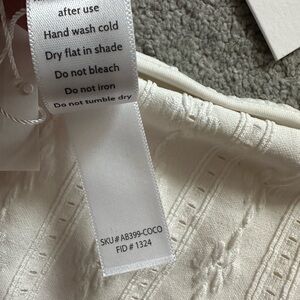 after use
Hand wash cold
Dry flat in shade
Do not bleach
Do not iron
Do not tumble dry
SKU # AB399-COCO
FID # 1324